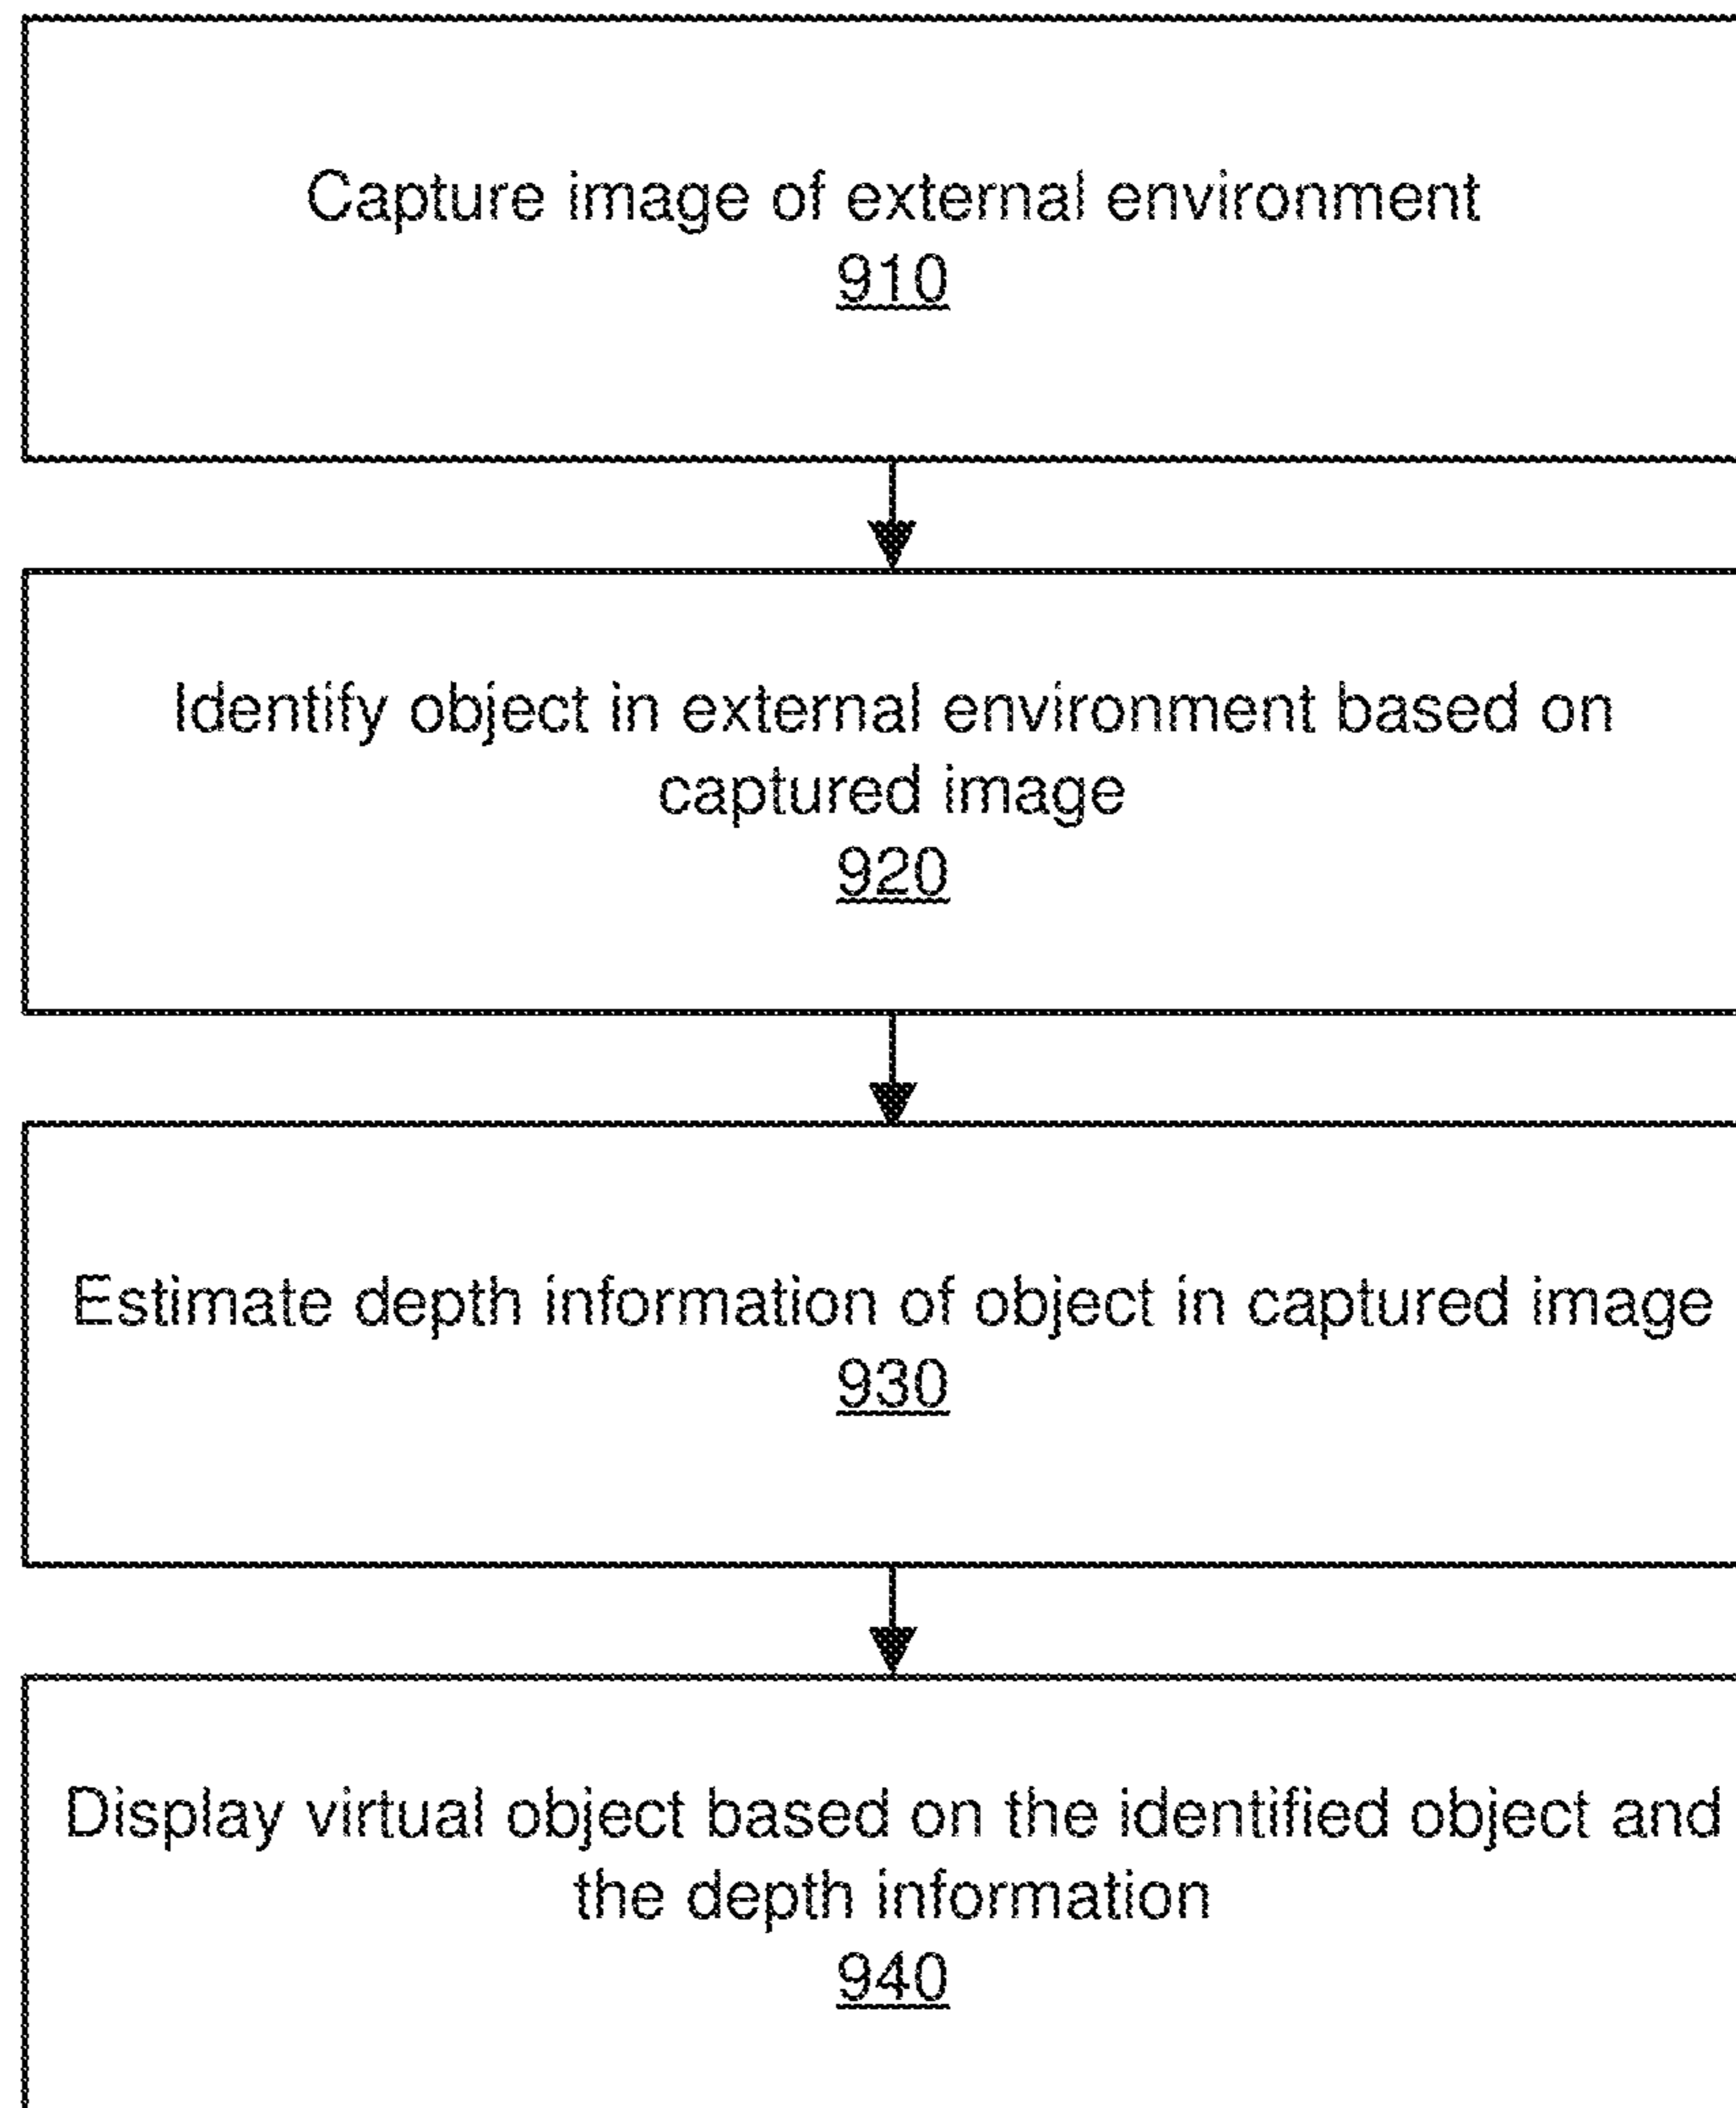 Capture image of external environment
910
Identify object in external environment based on
captured image
920
Estimate depth information of object in captured image
930
Display virtual object based on the identified object and
the depth information
940